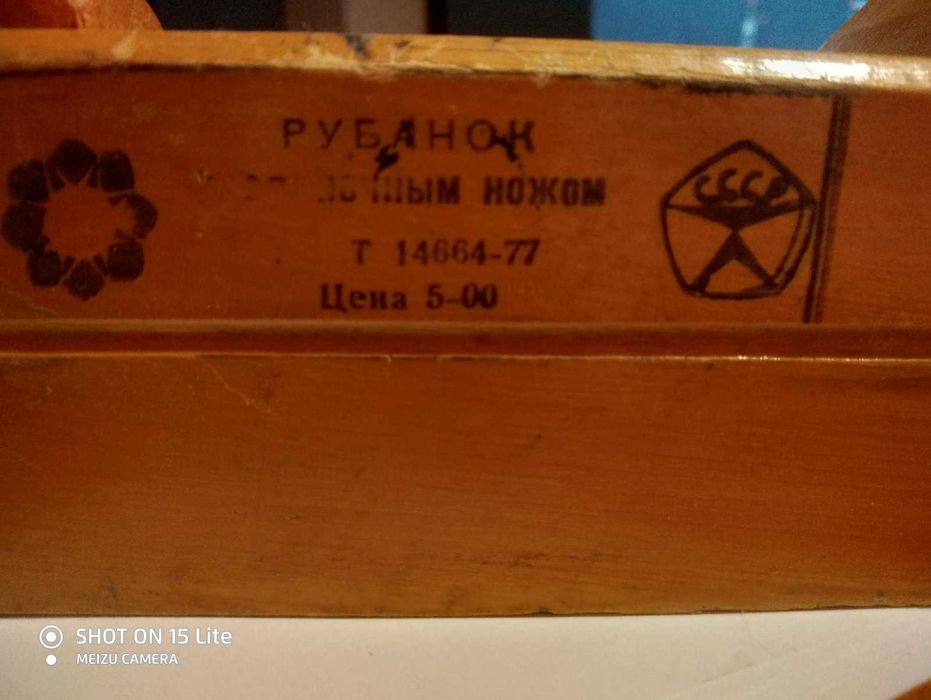 РУБАНОК
НОЖОМ
Т 14664-77
Цена 5-00
СССР
SHOT ON 15 Lite
MEIZU CAMERA